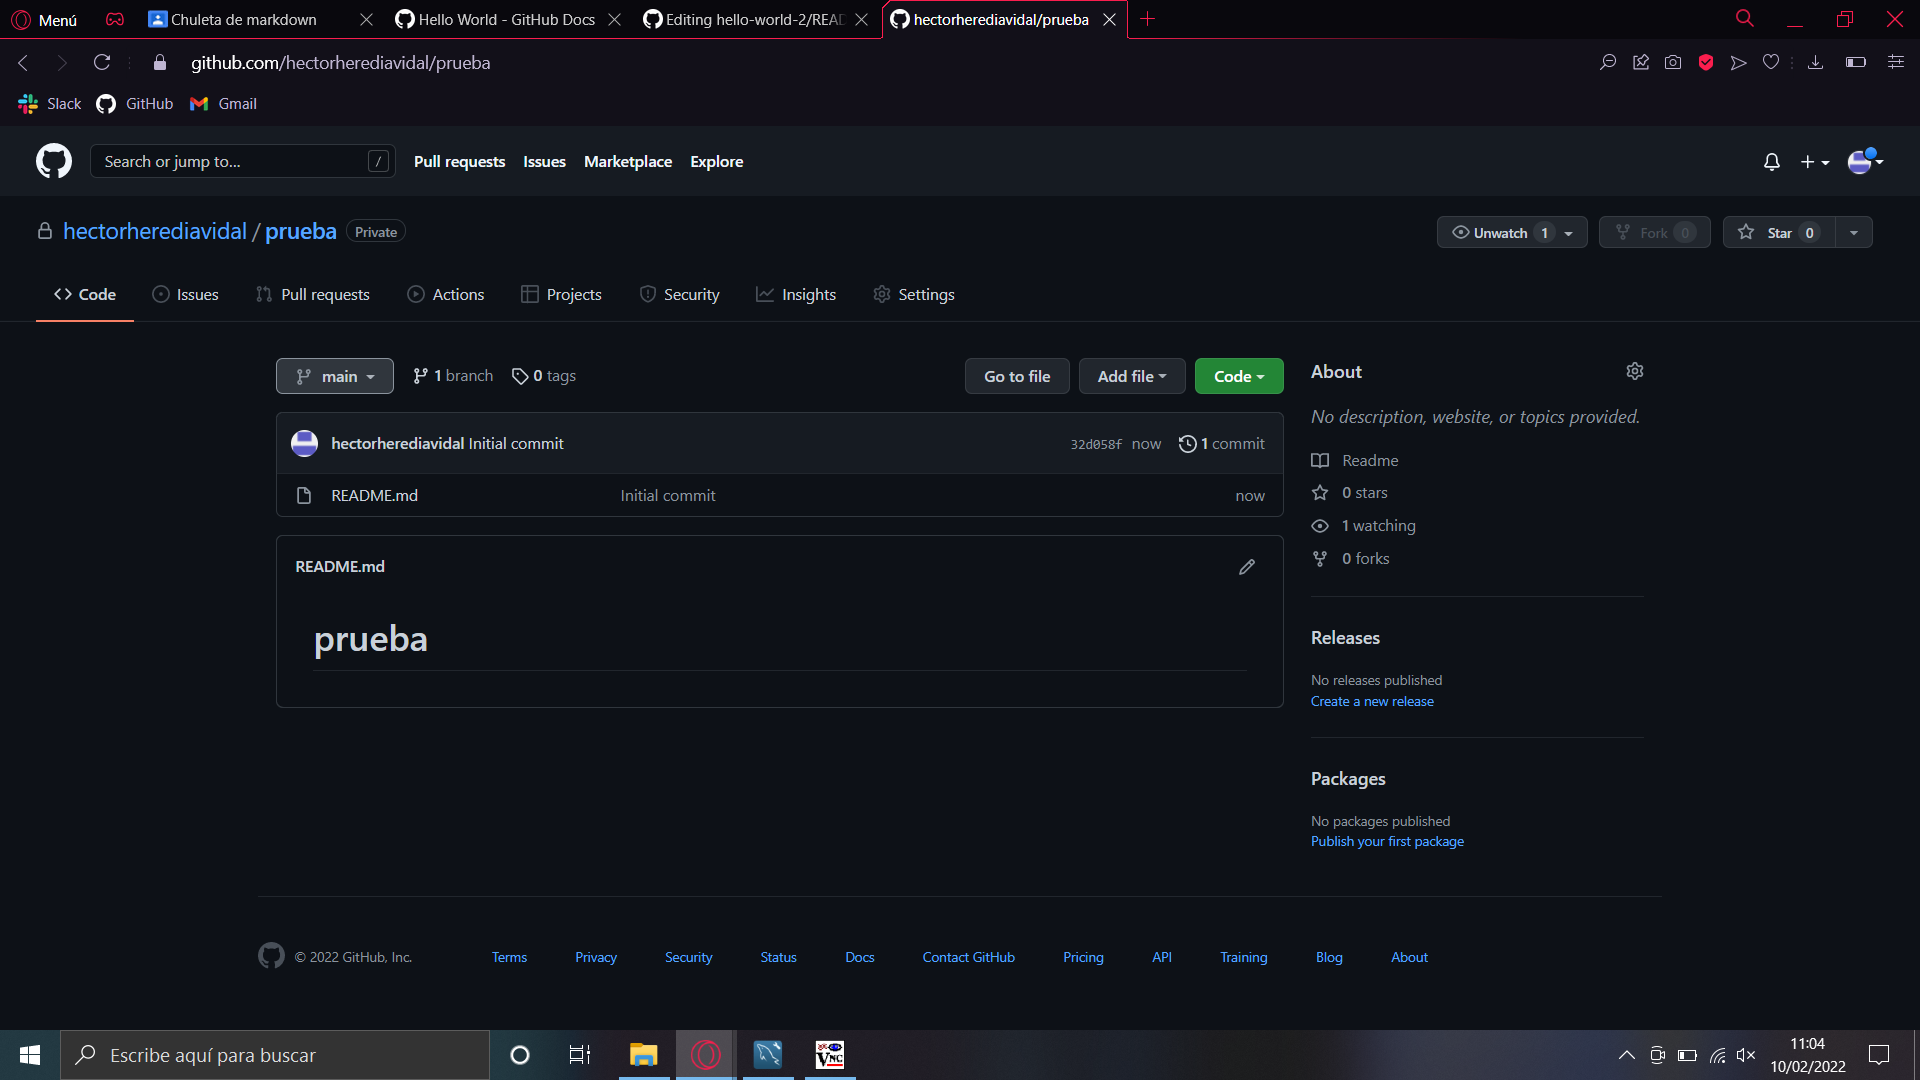 Menú
Chuleta de markdown
Hello World - GitHub Docs
Editing hello-world-2/READ
hectorherediavidal/prueba
github.com/hectorherediavidal/prueba
Slack
GitHub
Gmail
Search or jump to...
/
Pull requests
Issues
Marketplace
Explore
hectorherediavidal / prueba
Private
Unwatch 1
Fork 0
Star 0
Code
Issues
Pull requests
Actions
Projects
Security
Insights
Settings
main
1 branch
0 tags
Go to file
Add file
Code
hectorherediavidal Initial commit
32d058f now
1 commit
README.md
Initial commit
now
README.md
prueba
About
No description, website, or topics provided.
Readme
0 stars
1 watching
0 forks
Releases
No releases published
Create a new release
Packages
No packages published
Publish your first package
© 2022 GitHub, Inc.
Terms
Privacy
Security
Status
Docs
Contact GitHub
Pricing
API
Training
Blog
About
Escribe aquí para buscar
VNC
11:04
10/02/2022